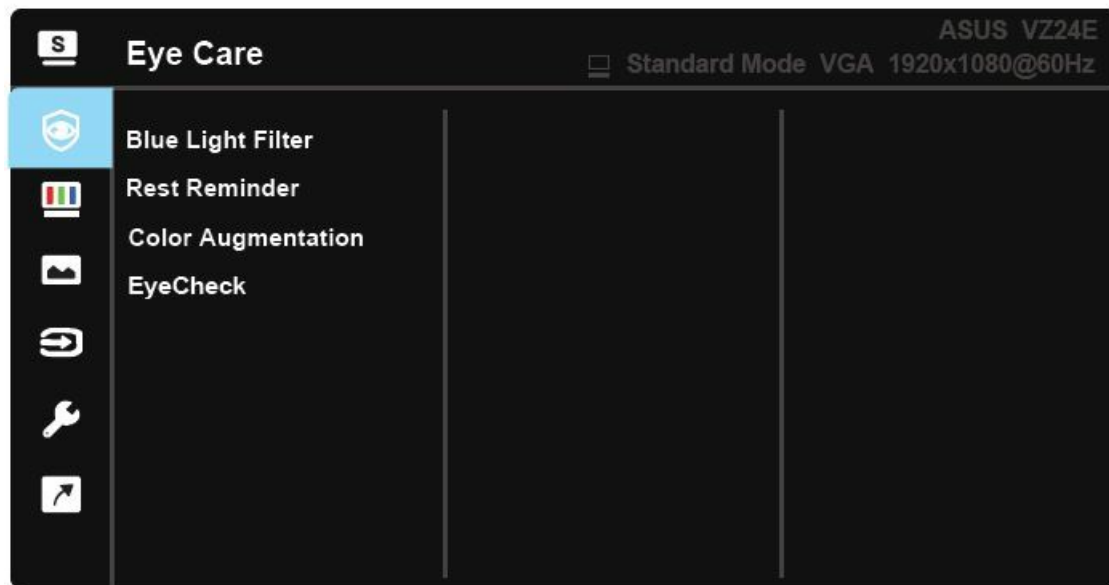 S
Eye Care
ASUS VZ24E
Standard Mode VGA 1920x1080@60Hz
Blue Light Filter
Rest Reminder
Color Augmentation
EyeCheck